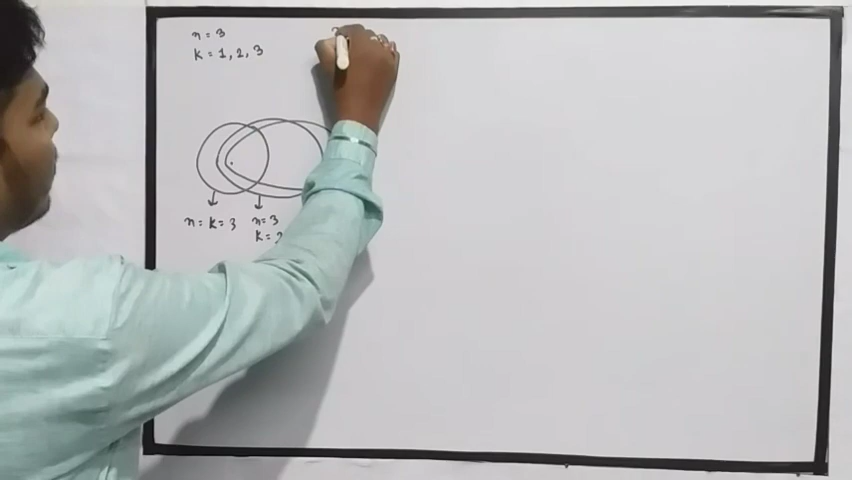 n = 3
k = 1, 2, 3
n = k = 3
n = 3
k =